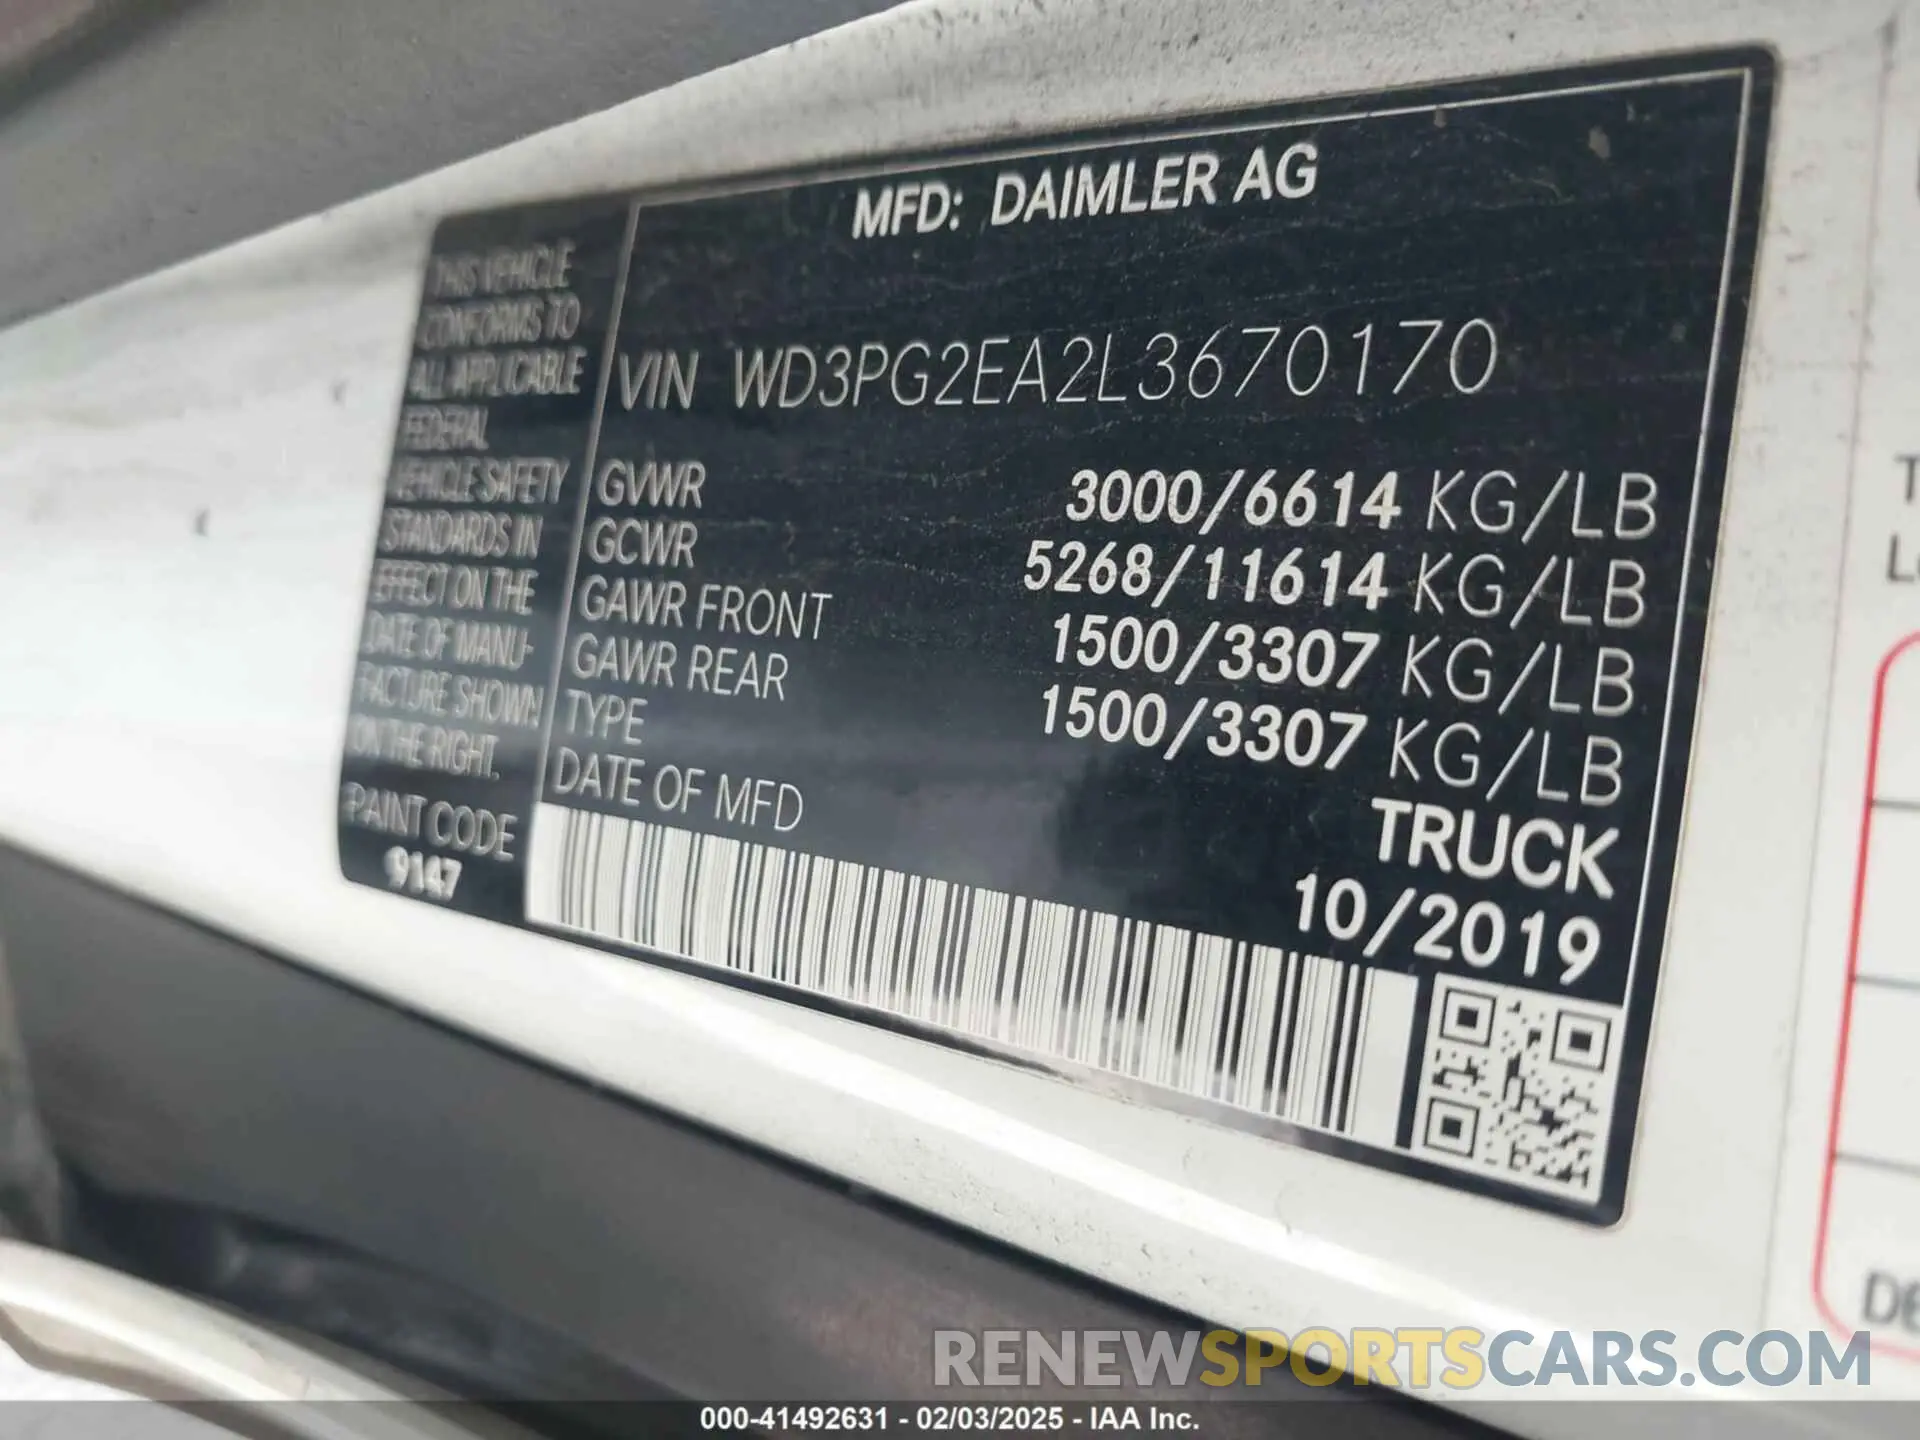 MFD: DAIMLER AG
THIS VEHICLE
CONFORMS TO
ALL APPLICABLE
FEDERAL
VEHICLE SAFETY
STANDARDS IN
EFFECT ON THE
DATE OF MANU-
FACTURE SHOWN
ON THE RIGHT.
PAINT CODE
9147
VIN WD3PG2EA2L3670170
GVWR 3000/6614 KG/LB
GCWR 5268/11614 KG/LB
GAWR FRONT 1500/3307 KG/LB
GAWR REAR 1500/3307 KG/LB
TYPE TRUCK
DATE OF MFD 10/2019
RENEWSPORTSCARS.COM
000-41492631 - 02/03/2025 - IAA Inc.